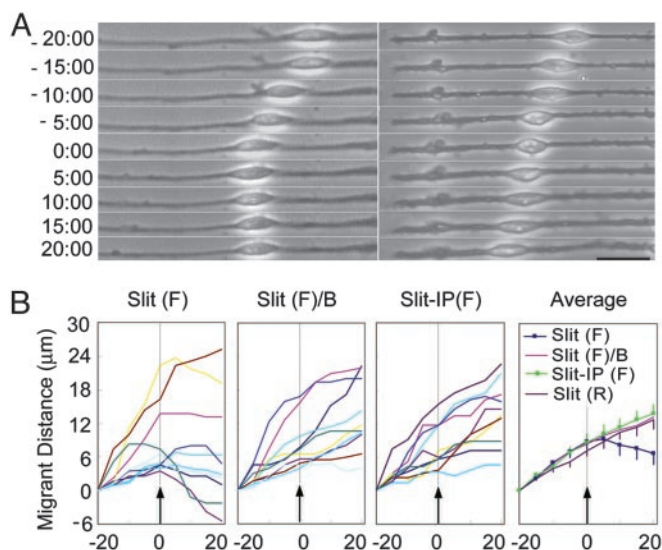 A
- 20:00
- 15:00
- 10:00
- 5:00
0:00
5:00
10:00
15:00
20:00
B
Slit (F)
Slit (F)/B
Slit-IP(F)
Average
Migrant Distance (μm)
30
24
18
12
6
0
-6
Slit (F)
Slit (F)/B
Slit-IP (F)
Slit (R)
-20 0 20
-20 0 20
-20 0 20
-20 0 20